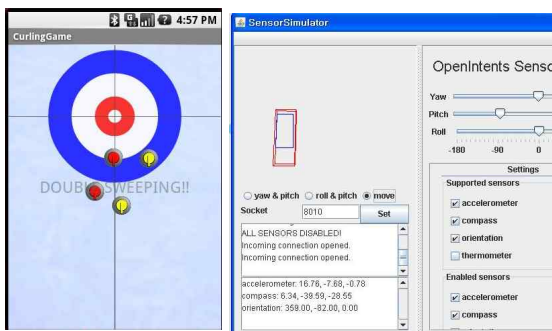 4:57 PM
CurlingGame
DOUBLE SWEEPING!!
SensorSimulator
OpenIntents Senso
Yaw
Pitch
Roll
-180 -90 0
yaw & pitch roll & pitch move
Socket 8010 Set
ALL SENSORS DISABLED!
Incoming connection opened.
Incoming connection opened.
accelerometer: 16.76, -7.68, -0.78
compass: 6.34, -39.59, -28.55
orientation: 359.00, -82.00, 0.00
Settings
Supported sensors
accelerometer
compass
orientation
thermometer
Enabled sensors
accelerometer
compass